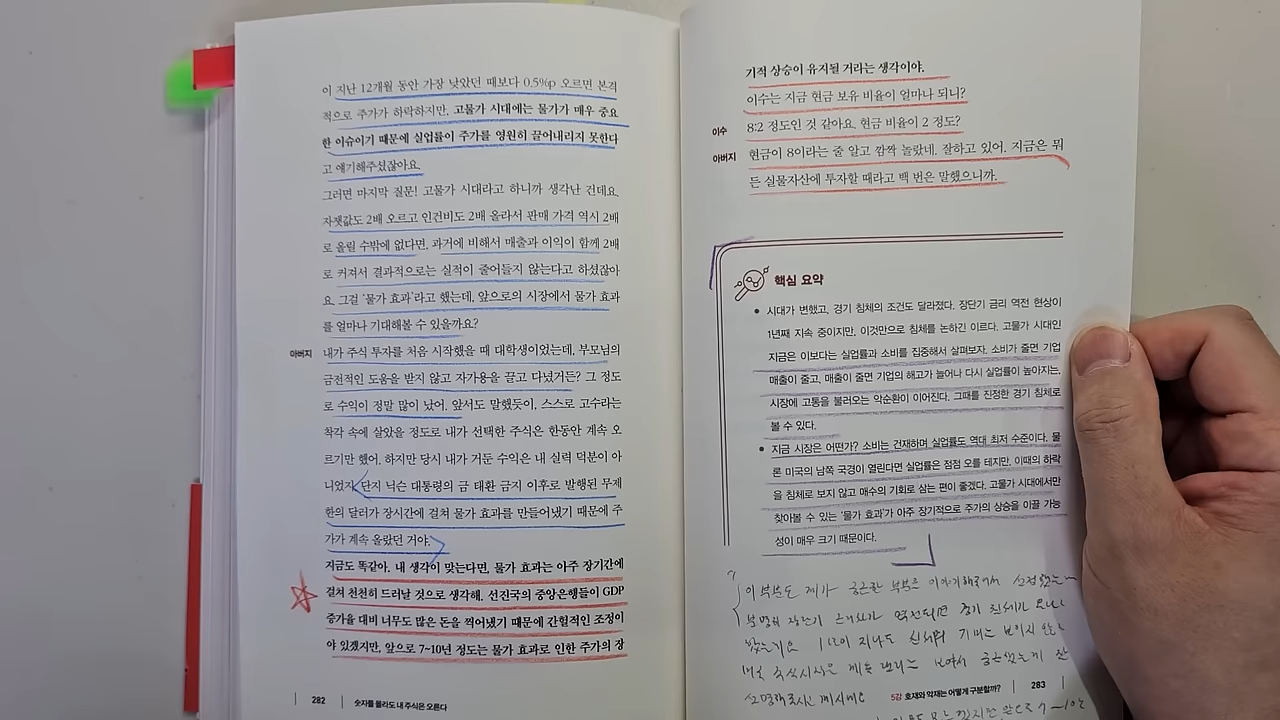 이 지난 12개월 동안 가장 낮았던 때보다 0.5%p 오르면 본격
적으로 주가가 하락하지만, 고물가 시대에는 물가가 매우 중요
한 이슈이기 때문에 실업률이 주가를 영원히 끌어내리지 못한다
고 얘기해주셨잖아요.
그러면 마지막 질문! 고물가 시대라고 하니까 생각난 건데요.
자잿값도 2배 오르고 인건비도 2배 올라서 판매 가격 역시 2배
로 올릴 수밖에 없다면, 과거에 비해서 매출과 이익이 함께 2배
로 커져서 결과적으로는 실적이 줄어들지 않는다고 하셨잖아
요. 그걸 '물가 효과'라고 했는데, 앞으로의 시장에서 물가 효과
를 얼마나 기대해볼 수 있을까요?
아버지 내가 주식 투자를 처음 시작했을 때 대학생이었는데, 부모님의
금전적인 도움을 받지 않고 자가용을 끌고 다녔거든? 그 정도
로 수익이 정말 많이 났어. 앞서도 말했듯이, 스스로 고수라는
착각 속에 살았을 정도로 내가 선택한 주식은 한동안 계속 오
르기만 했어. 하지만 당시 내가 거둔 수익은 내 실력 덕분이 아
니었지. 단지 닉슨 대통령의 금 태환 금지 이후로 발행된 무제
한의 달러가 장시간에 걸쳐 물가 효과를 만들어냈기 때문에 주
가가 계속 올랐던 거야.
지금도 똑같아. 내 생각이 맞는다면, 물가 효과는 아주 장기간에
걸쳐 천천히 드러날 것으로 생각해. 선진국의 중앙은행들이 GDP
증가율 대비 너무도 많은 돈을 찍어냈기 때문에 간헐적인 조정이
야 있겠지만, 앞으로 7~10년 정도는 물가 효과로 인한 주가의 장
282 숫자를 몰라도 내 주식은 오른다
기적 상승이 유지될 거라는 생각이야.
이수는 지금 현금 보유 비율이 얼마나 되니?
이수 8:2 정도인 것 같아요. 현금 비율이 2 정도?
아버지 현금이 8이라는 줄 알고 깜짝 놀랐네. 잘하고 있어. 지금은 뭐
든 실물자산에 투자할 때라고 백 번은 말했으니까.
핵심 요약
• 시대가 변했고, 경기 침체의 조건도 달라졌다. 장단기 금리 역전 현상이
1년째 지속 중이지만, 이것만으로 침체를 논하긴 이르다. 고물가 시대인
지금은 이보다는 실업률과 소비를 집중해서 살펴보자. 소비가 줄면 기업
매출이 줄고, 매출이 줄면 기업의 해고가 늘어나 다시 실업률이 높아지는,
시장에 고통을 불러오는 악순환이 이어진다. 그때를 진정한 경기 침체로
볼 수 있다.
• 지금 시장은 어떤가? 소비는 건재하며 실업률도 역대 최저 수준이다. 물
론 미국의 남쪽 국경이 열린다면 실업률은 점점 오를 테지만, 이때의 하락
을 침체로 보지 않고 매수의 기회로 삼는 편이 좋겠다. 고물가 시대에서만
찾아볼 수 있는 '물가 효과'가 아주 장기적으로 주가의 상승을 이끌 가능
성이 매우 크기 때문이다.
이 부분도 제가 궁금한 부분을 이야기해주셔서
5강 호재와 악재는 어떻게 구분할까? 283